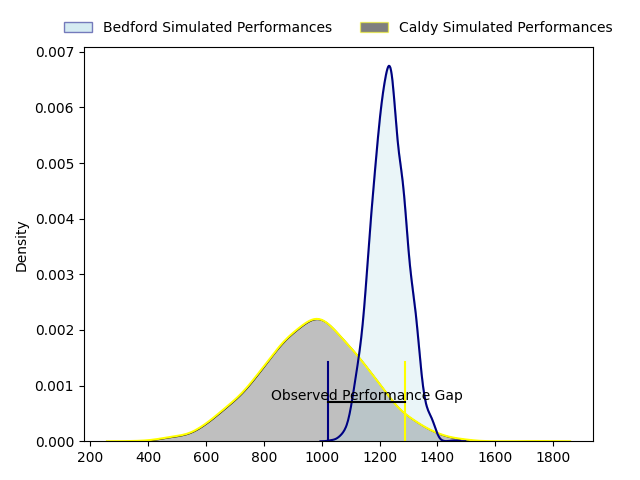 Bedford Simulated Performances Caldy Simulated Performances
0.007
0.006
0.005
0.004
0.003
0.002
0.001
0.000
Density
Observed Performance Gap
200 400 600 800 1000 1200 1400 1600 1800